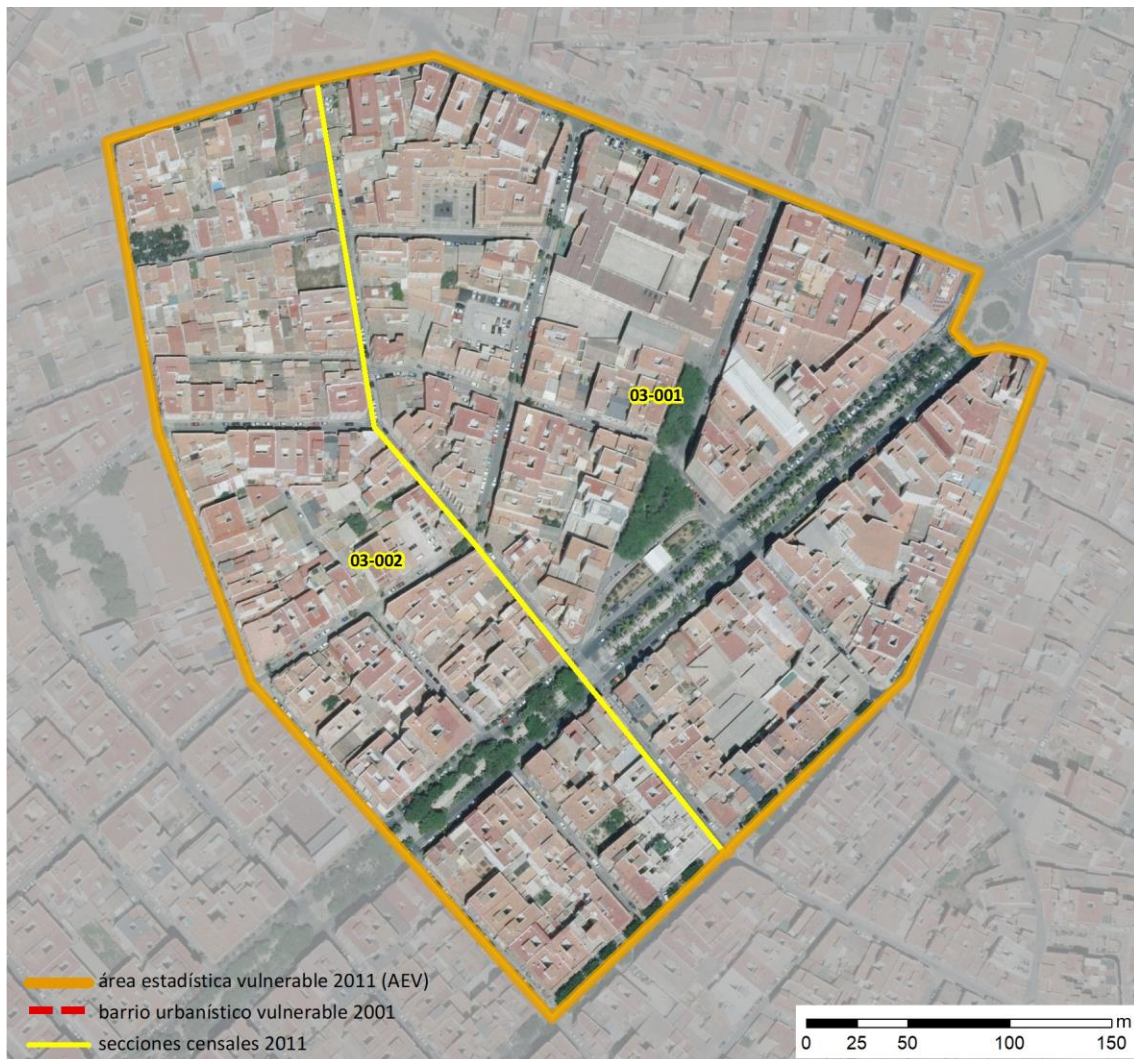 03-001
03-002
área estadística vulnerable 2011 (AEV)
barrio urbanístico vulnerable 2001
secciones censales 2011
m
0 25 50 100 150